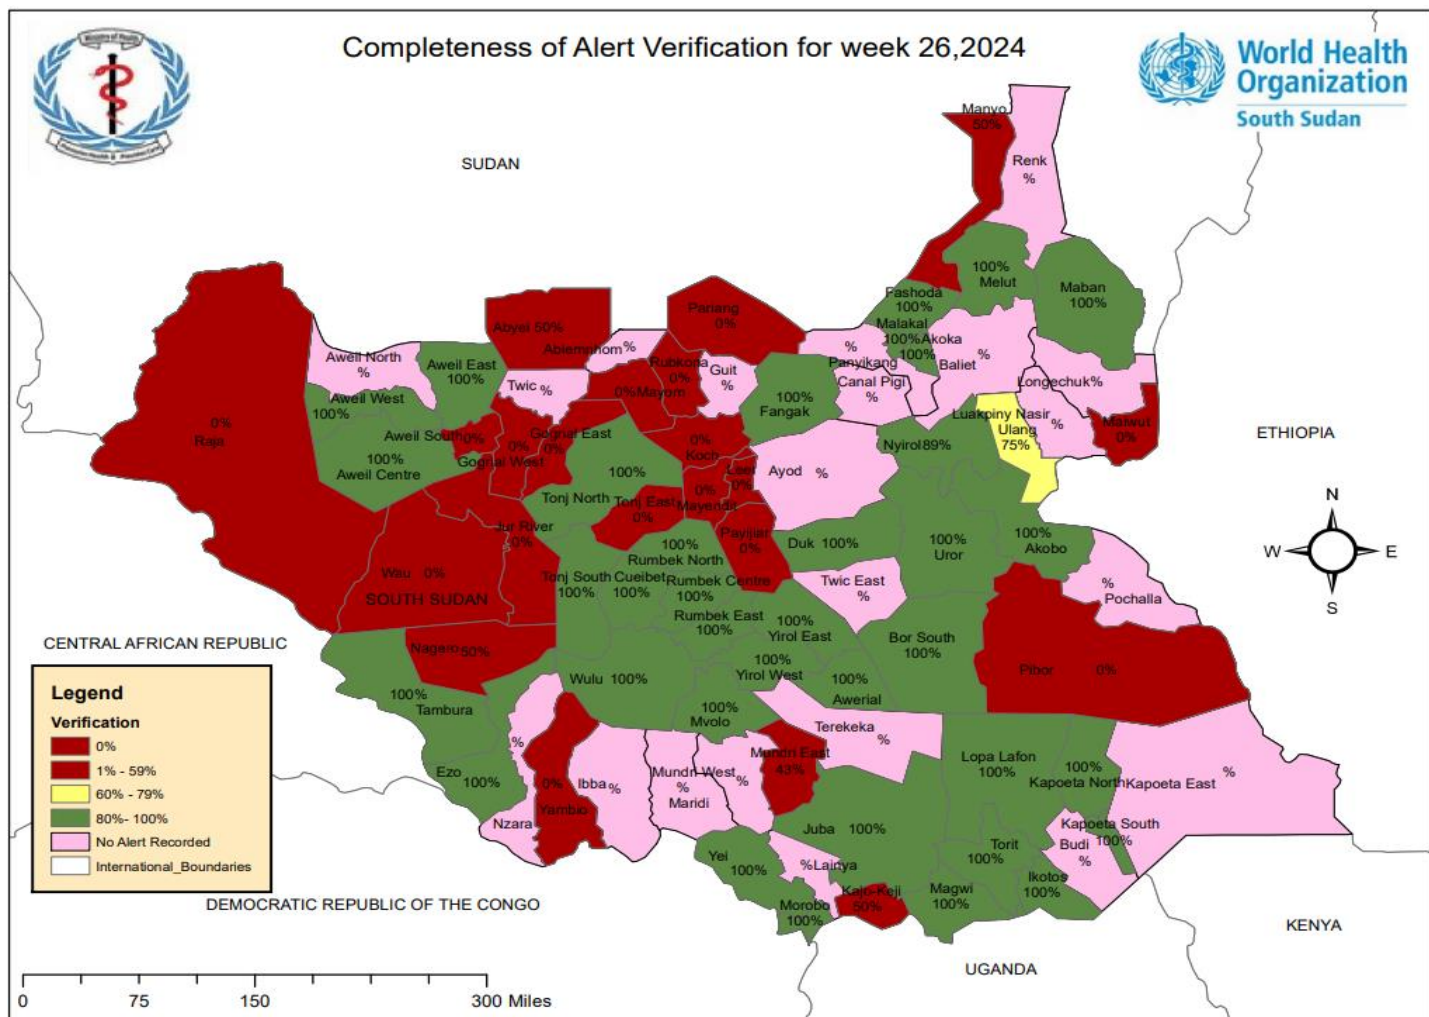 Completeness of Alert Verification for week 26,2024
Ministry of Health
World Health
Organization
South Sudan
SUDAN
Manyo
50%
Renk
%
100%
Melut
Maban
100%
Fashoda
100%
Malakal
100%
Akoka
100%
Pariang
0%
Abyei 50%
Abiemnhom %
Rubkona
0%
0% Mayom
Guit
%
%
Panyikang
Canal Pigi
%
%
Baliet
Longechuk%
Luakpiny Nasir
%
Ulang
75%
Maiwut
0%
ETHIOPIA
Aweil North
%
Aweil East
100%
Aweil West
100%
Twic %
100%
Fangak
0%
Raja
Aweil South 0%
100%
Aweil Centre
Gognal East
0%
0%
Gognal West
0%
Koch
Nyirol 89%
Ayod %
Leer
0%
0%
Mayendit
100%
Tonj North
Tonj East
0%
Payijiar
0%
Jur River
0%
Duk 100%
100%
Uror
100%
Akobo
100%
Rumbek North
Wau 0%
SOUTH SUDAN
Tonj South
100%
Cueibet
100%
Rumbek Centre
100%
Twic East
%
%
Pochalla
Rumbek East
100%
100%
Yirol East
Bor South
100%
CENTRAL AFRICAN REPUBLIC
Nagero 50%
Wulu 100%
100%
Yirol West
100%
Awerial
Pibor 0%
100%
Tambura
100%
Mvolo
Terekeka
%
Ezo
100%
%
Nzara
0%
Yambio
Ibba
%
Mundri West
%
%
Maridi
Mundri East
43%
Lopa Lafon
100%
100%
Kapoeta North
%
Kapoeta East
Juba 100%
Kapoeta South
100%
Budi
%
Torit
100%
Yei
100%
% Lainya
Ikotos
100%
Morobo
100%
Kajo-Keji
50%
Magwi
100%
N
W E
S
Legend
Verification
0%
1% - 59%
60% - 79%
80%- 100%
No Alert Recorded
International_Boundaries
DEMOCRATIC REPUBLIC OF THE CONGO
KENYA
UGANDA
0 75 150 300 Miles